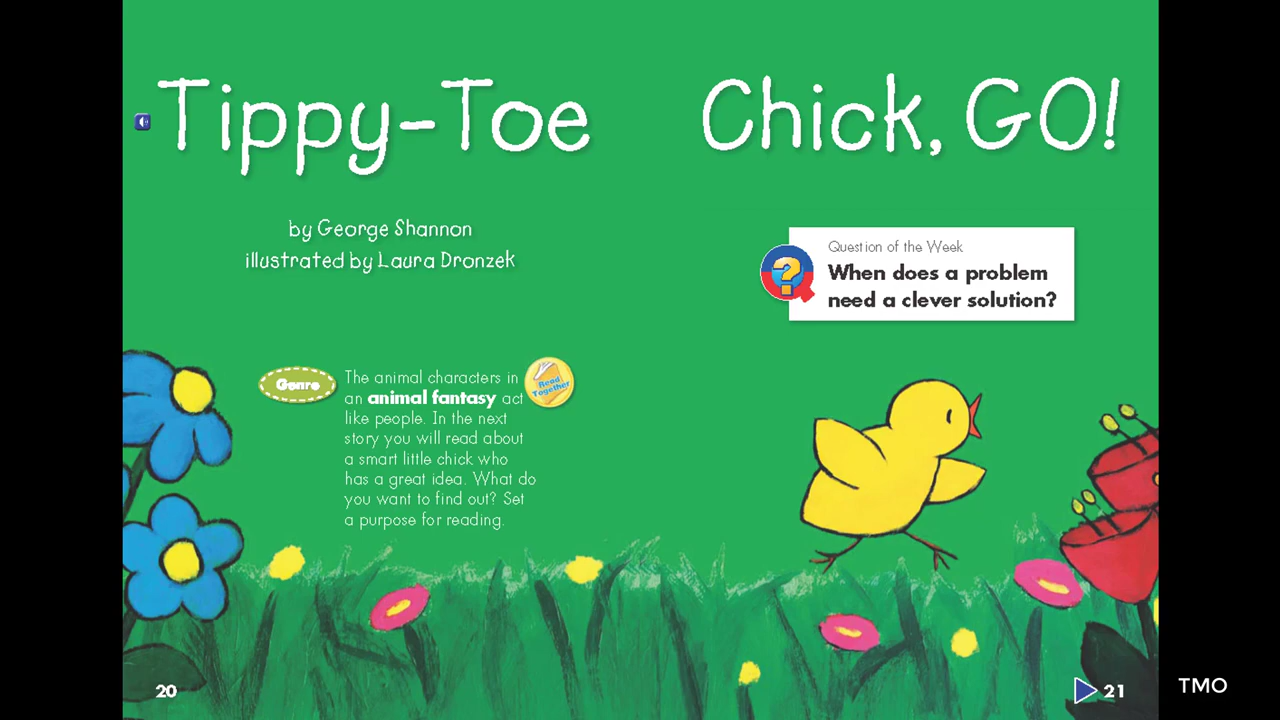 Tippy-Toe Chick, GO!
by George Shannon
illustrated by Laura Dronzek
Question of the Week
When does a problem
need a clever solution?
Genre
The animal characters in
an animal fantasy act
like people. In the next
story you will read about
a smart little chick who
has a great idea. What do
you want to find out? Set
a purpose for reading.
Read
Together
20
21
TMO